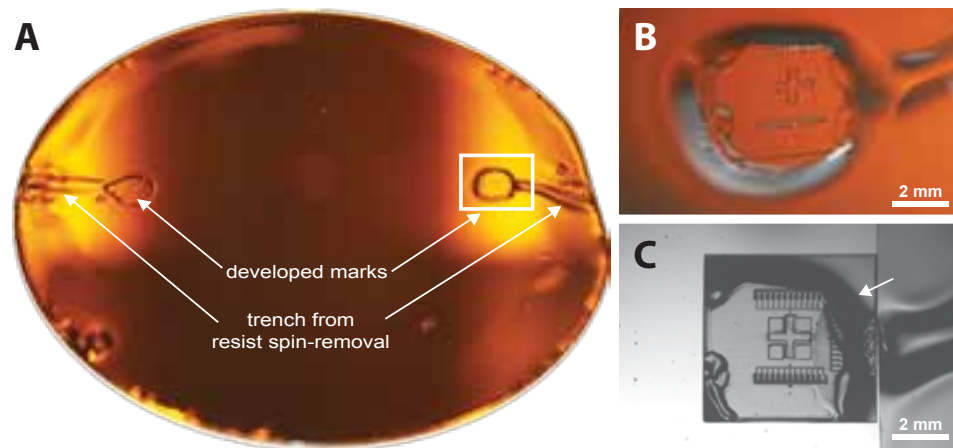 A
developed marks
trench from
resist spin-removal
B
2 mm
C
2 mm